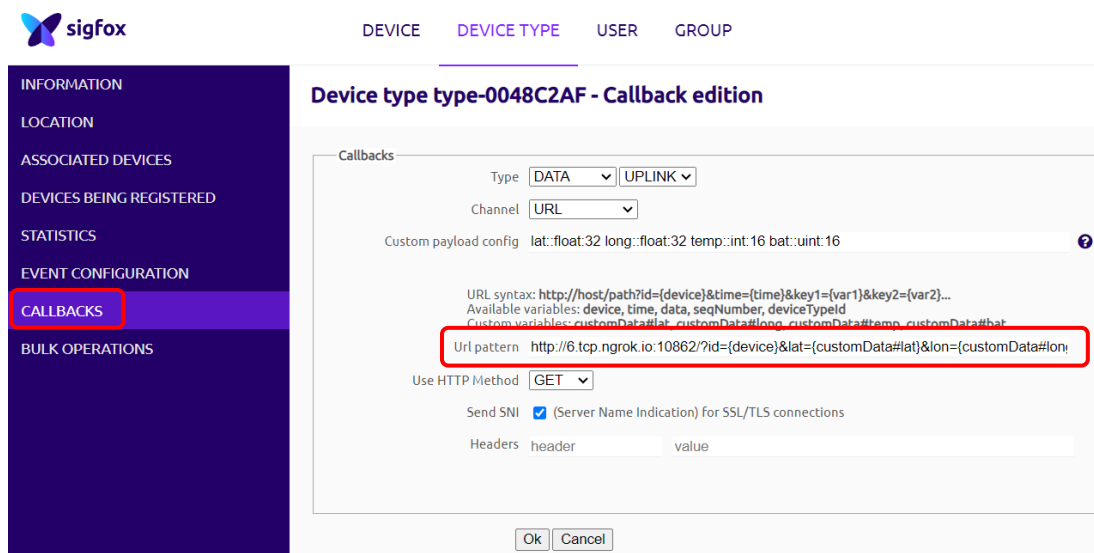 sigfox
DEVICE DEVICE TYPE USER GROUP
INFORMATION
LOCATION
ASSOCIATED DEVICES
DEVICES BEING REGISTERED
STATISTICS
EVENT CONFIGURATION
CALLBACKS
BULK OPERATIONS
Device type type-0048C2AF - Callback edition
Callbacks
Type DATA UPLINK
Channel URL
Custom payload config lat::float:32 long::float:32 temp::int:16 bat::uint:16 ?
URL syntax: http://host/path?id={device}&time={time}&key1={var1}&key2={var2}...
Available variables: device, time, data, seqNumber, deviceTypeId
Custom variables: customData#lat, customData#long, customData#temp, customData#bat
Url pattern http://6.tcp.ngrok.io:10862/?id={device}&lat={customData#lat}&lon={customData#long
Use HTTP Method GET
Send SNI (Server Name Indication) for SSL/TLS connections
Headers header value
Ok Cancel